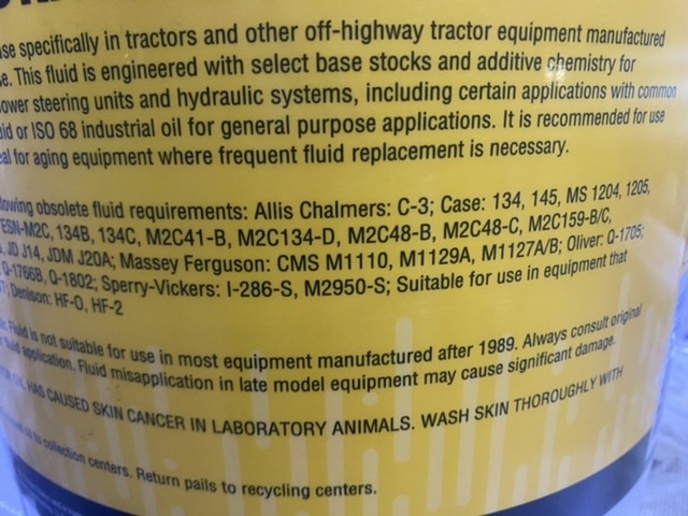 se specifically in tractors and other off-highway tractor equipment manufactured
e. This fluid is engineered with select base stocks and additive chemistry for
ower steering units and hydraulic systems, including certain applications with common
uid or ISO 68 industrial oil for general purpose applications. It is recommended for use
eal for aging equipment where frequent fluid replacement is necessary.
lowing obsolete fluid requirements: Allis Chalmers: C-3; Case: 134, 145, MS 1204, 1205,
ESN-M2C, 134B, 134C, M2C41-B, M2C134-D, M2C48-B, M2C48-C, M2C159-B/C,
JD J14, JDM J20A; Massey Ferguson: CMS M1110, M1129A, M1127A/B; Oliver: Q-1705;
Q-1766B, Q-1802; Sperry-Vickers: I-286-S, M2950-S; Suitable for use in equipment that
Denison: HF-0, HF-2
Fluid is not suitable for use in most equipment manufactured after 1989. Always consult original
fluid application. Fluid misapplication in late model equipment may cause significant damage.
OIL HAS CAUSED SKIN CANCER IN LABORATORY ANIMALS. WASH SKIN THOROUGHLY WITH
oil to collection centers. Return pails to recycling centers.